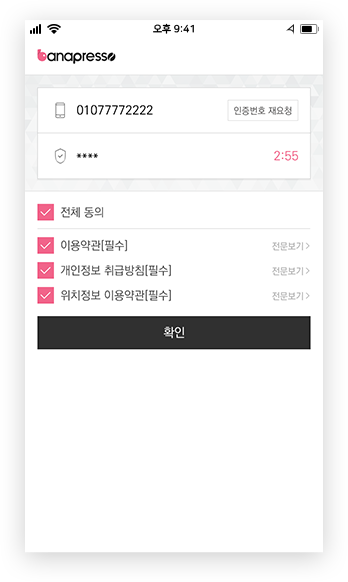 오후 9:41
banapresso
01077772222 인증번호 재요청
**** 2:55
전체 동의
이용약관[필수] 전문보기 >
개인정보 취급방침[필수] 전문보기 >
위치정보 이용약관[필수] 전문보기 >
확인